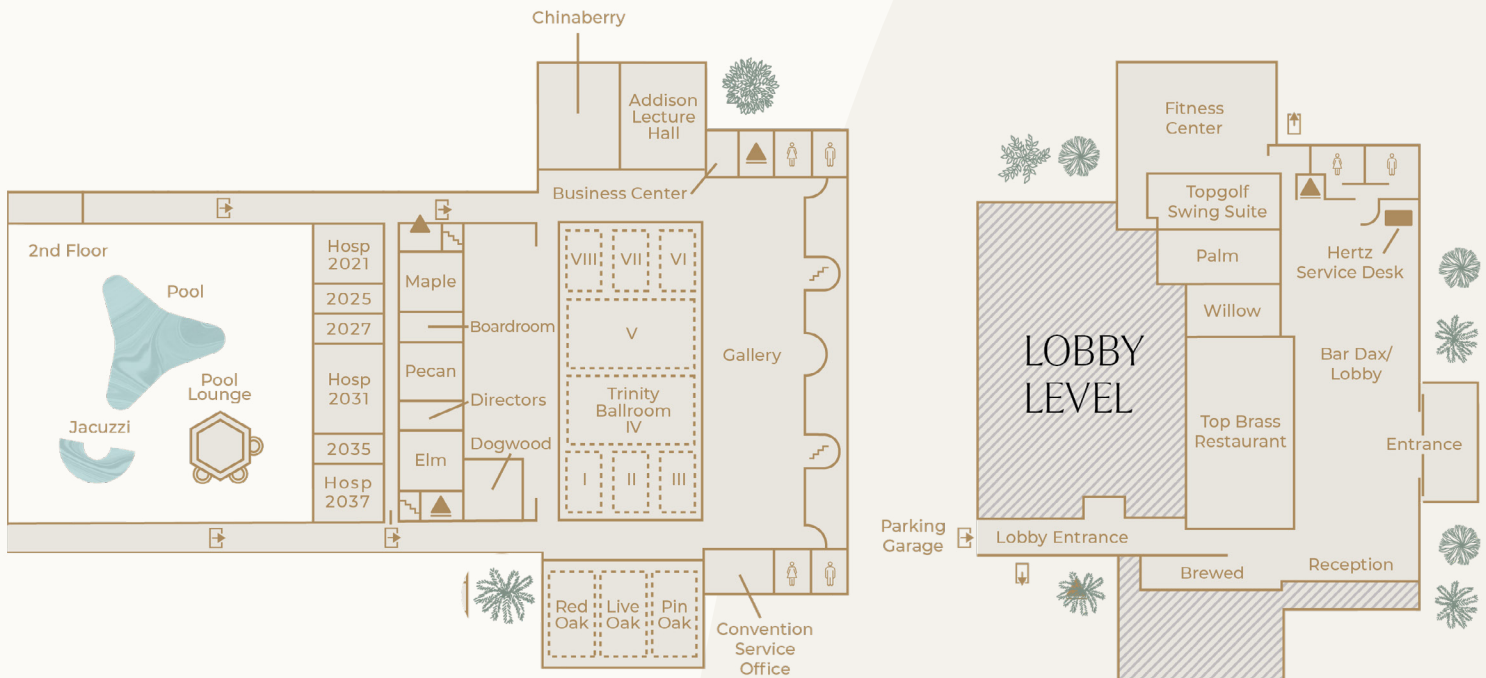 Chinaberry
Addison
Lecture
Hall
Business Center
2nd Floor
Pool
Pool
Lounge
Jacuzzi
Hosp
2021
2025
2027
Hosp
2031
2035
Hosp
2037
Maple
Boardroom
Pecan
Directors
Elm
Dogwood
VIII
VII
VI
V
Trinity
Ballroom
IV
I
II
III
Gallery
Red
Oak
Live
Oak
Pin
Oak
Convention
Service
Office
Fitness
Center
Topgolf
Swing Suite
Palm
Hertz
Service Desk
Willow
LOBBY
LEVEL
Bar Dax/
Lobby
Top Brass
Restaurant
Entrance
Parking
Garage
Lobby Entrance
Brewed
Reception